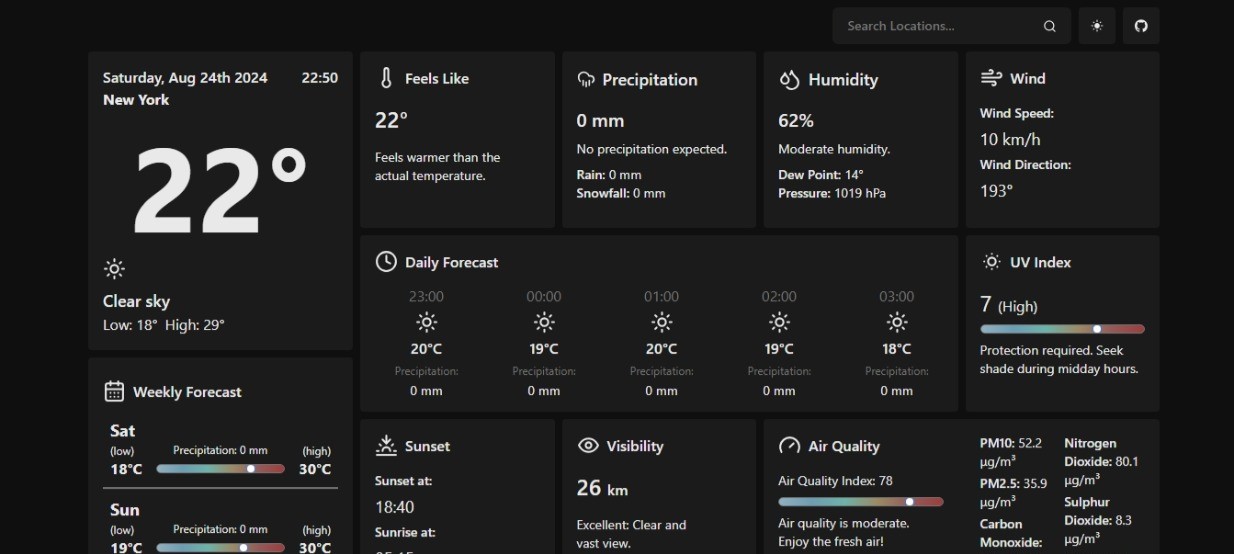 Search Locations...
Saturday, Aug 24th 2024 22:50
New York
22°
Clear sky
Low: 18° High: 29°
Feels Like
22°
Feels warmer than the
actual temperature.
Precipitation
0 mm
No precipitation expected.
Rain: 0 mm
Snowfall: 0 mm
Humidity
62%
Moderate humidity.
Dew Point: 14°
Pressure: 1019 hPa
Wind
Wind Speed:
10 km/h
Wind Direction:
193°
Daily Forecast
23:00 00:00 01:00 02:00 03:00
20°C 19°C 20°C 19°C 18°C
Precipitation: Precipitation: Precipitation: Precipitation: Precipitation:
0 mm 0 mm 0 mm 0 mm 0 mm
UV Index
7 (High)
Protection required. Seek
shade during midday hours.
Weekly Forecast
Sat
(low) Precipitation: 0 mm (high)
18°C 30°C
Sun
(low) Precipitation: 0 mm (high)
19°C 30°C
Sunset
Sunset at:
18:40
Sunrise at:
Visibility
26 km
Excellent: Clear and
vast view.
Air Quality
Air Quality Index: 78
Air quality is moderate.
Enjoy the fresh air!
PM10: 52.2
μg/m³
PM2.5: 35.9
μg/m³
Carbon
Monoxide:
Nitrogen
Dioxide: 80.1
μg/m³
Sulphur
Dioxide: 8.3
μg/m³